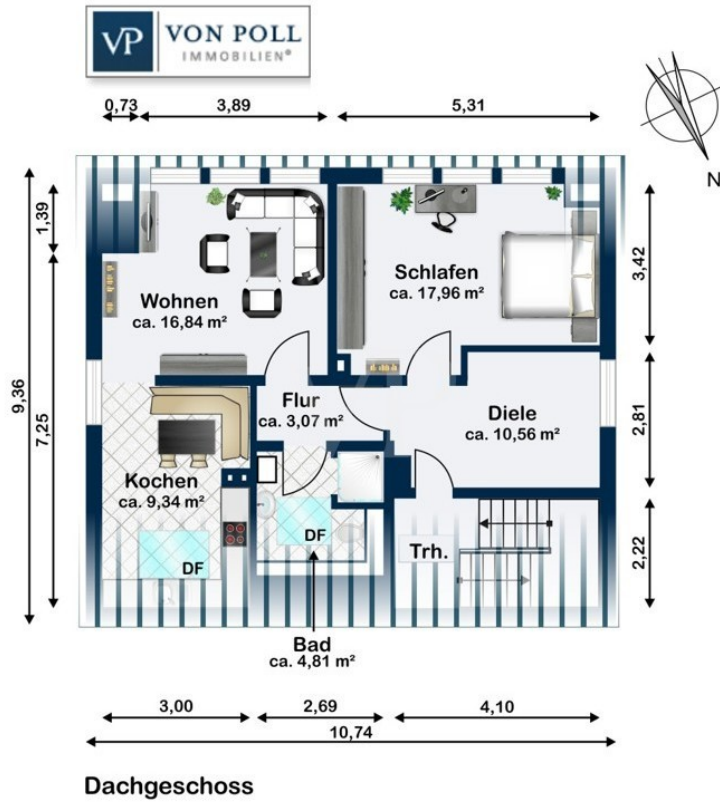 VP VON POLL
IMMOBILIEN®
0,73
3,89
5,31
N
9,36
1,39
7,25
Wohnen
ca. 16,84 m²
Schlafen
ca. 17,96 m²
3,42
Flur
ca. 3,07 m²
Diele
ca. 10,56 m²
2,81
Kochen
ca. 9,34 m²
DF
DF
Trh.
2,22
Bad
ca. 4,81 m²
3,00
2,69
4,10
10,74
Dachgeschoss